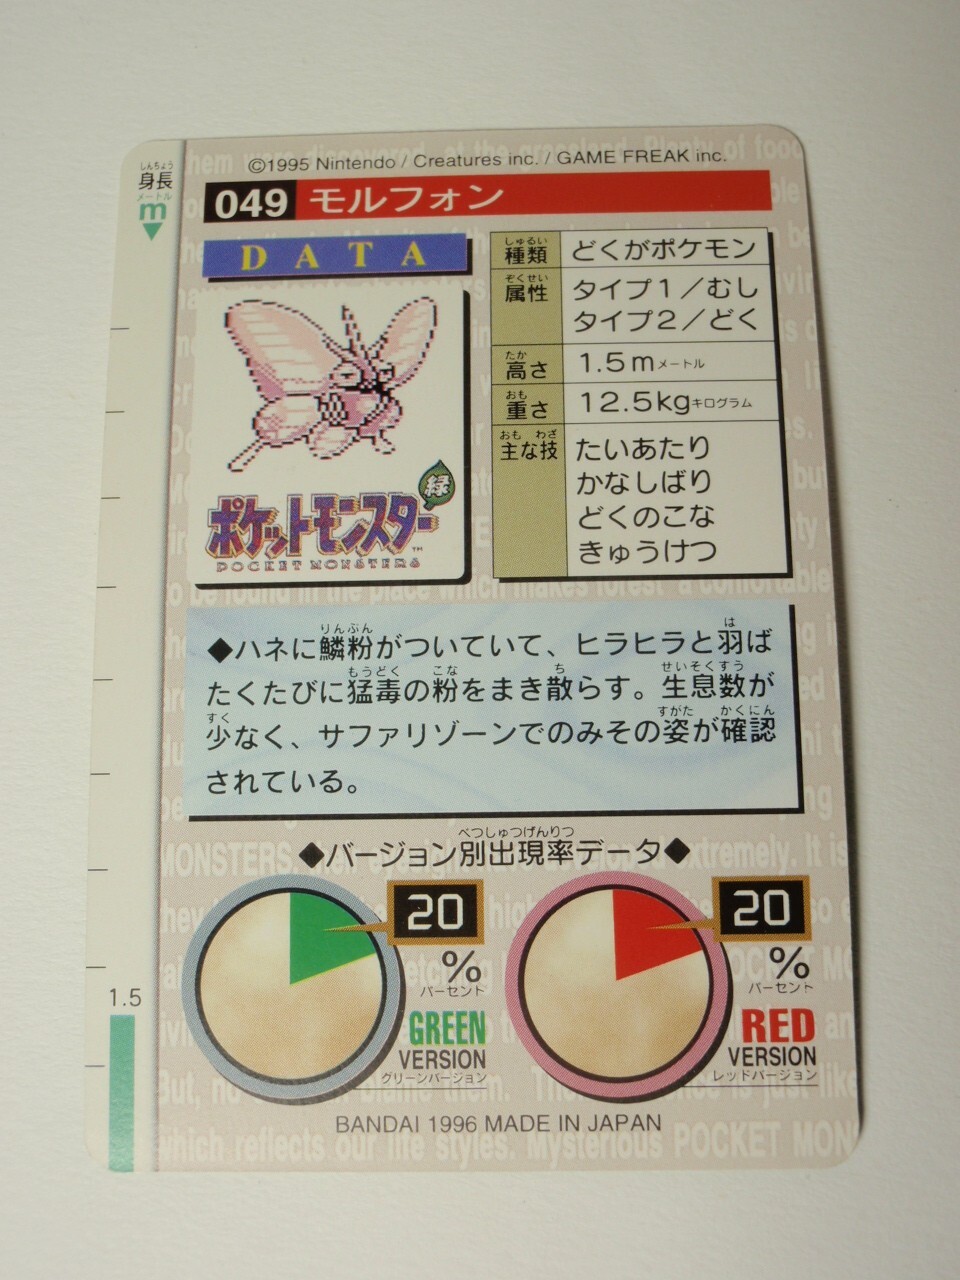 ©1995 Nintendo / Creatures inc. / GAME FREAK inc.
しんちょう
身長
メートル
m
049 モルフォン
DATA
緑
ポケットモンスター™
POCKET MONSTERS
しゅるい
種類 どくがポケモン
ぞくせい
属性 タイプ1/むし
タイプ2/どく
たか
高さ 1.5mメートル
おも
重さ 12.5kgキログラム
おも わざ
主な技 たいあたり
かなしばり
どくのこな
きゅうけつ
りんぷん は
◆ハネに鱗粉がついていて、ヒラヒラと羽ば
もうどく こな ち せいそくすう
たくたびに猛毒の粉をまき散らす。生息数が
すく すがた かくにん
少なく、サファリゾーンでのみその姿が確認
されている。
べつしゅつげんりつ
◆バージョン別出現率データ◆
20
%
パーセント
GREEN
VERSION
グリーンバージョン
20
%
パーセント
RED
VERSION
レッドバージョン
1.5
BANDAI 1996 MADE IN JAPAN